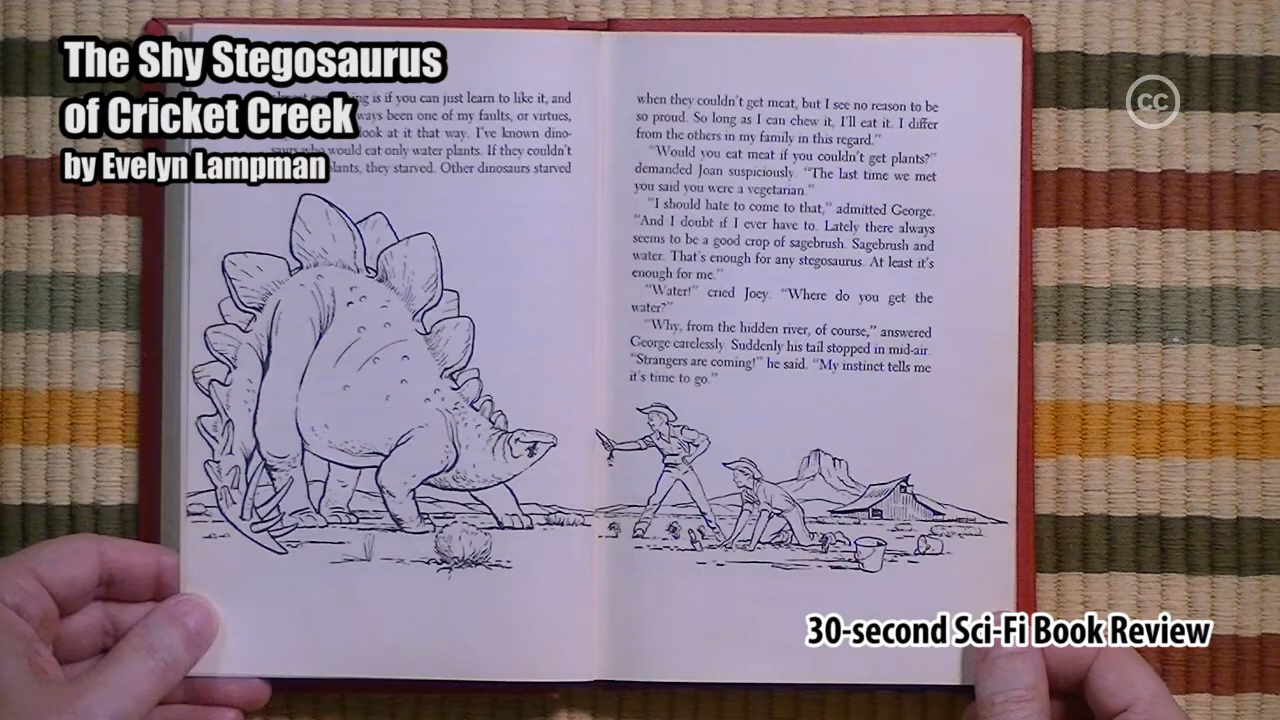 The Shy Stegosaurus
of Cricket Creek
by Evelyn Lampman
is if you can just learn to like it, and
been one of my faults, or virtues,
look at it that way. I've known dino-
saurs who would eat only water plants. If they couldn't
plants, they starved. Other dinosaurs starved
cc
when they couldn't get meat, but I see no reason to be
so proud. So long as I can chew it, I'll eat it. I differ
from the others in my family in this regard."
"Would you eat meat if you couldn't get plants?"
demanded Joan suspiciously. "The last time we met
you said you were a vegetarian."
"I should hate to come to that," admitted George.
"And I doubt if I ever have to. Lately there always
seems to be a good crop of sagebrush. Sagebrush and
water. That's enough for any stegosaurus. At least it's
enough for me."
"Water!" cried Joey. "Where do you get the
water?"
"Why, from the hidden river, of course," answered
George carelessly. Suddenly his tail stopped in mid-air.
"Strangers are coming!" he said. "My instinct tells me
it's time to go."
30-second Sci-Fi Book Review